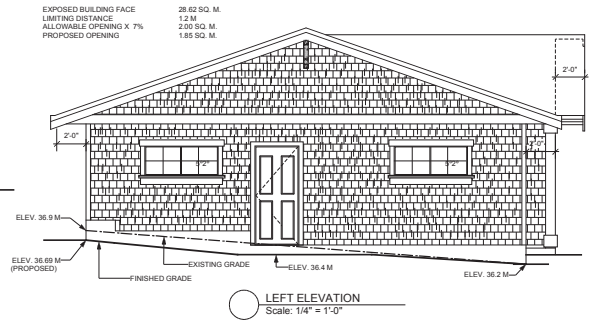 EXPOSED BUILDING FACE 28.62 SQ. M.
LIMITING DISTANCE 1.2 M
ALLOWABLE OPENING X 7% 2.00 SQ. M.
PROPOSED OPENING 1.85 SQ. M.
2'-0"
2'-0"
2'-0"
5'2"
5'2"
ELEV. 36.9 M
ELEV. 36.69 M
(PROPOSED)
EXISTING GRADE
ELEV. 36.4 M
FINISHED GRADE
ELEV. 36.2 M
LEFT ELEVATION
Scale: 1/4" = 1'-0"